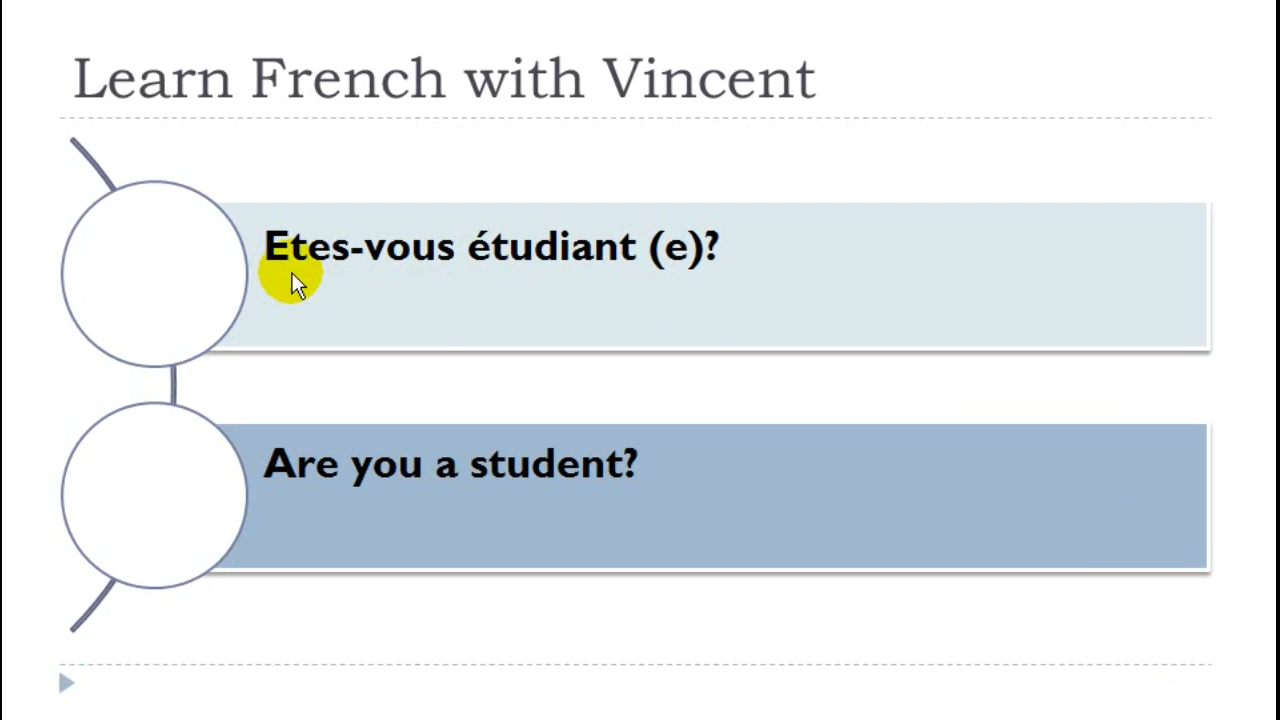 Learn French with Vincent
Etes-vous étudiant (e)?
Are you a student?